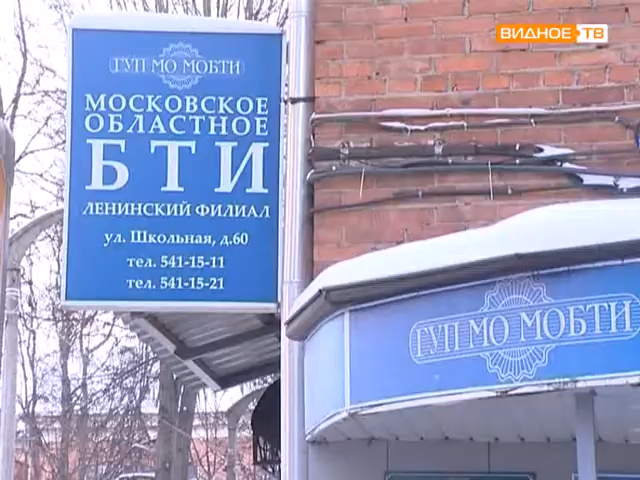 ВИДНОЕ ТВ
ГУП МО МОБТИ
МОСКОВСКОЕ
ОБЛАСТНОЕ
БТИ
ЛЕНИНСКИЙ ФИЛИАЛ
ул. Школьная, д.60
тел. 541-15-11
тел. 541-15-21
ГУП МО МОБТИ